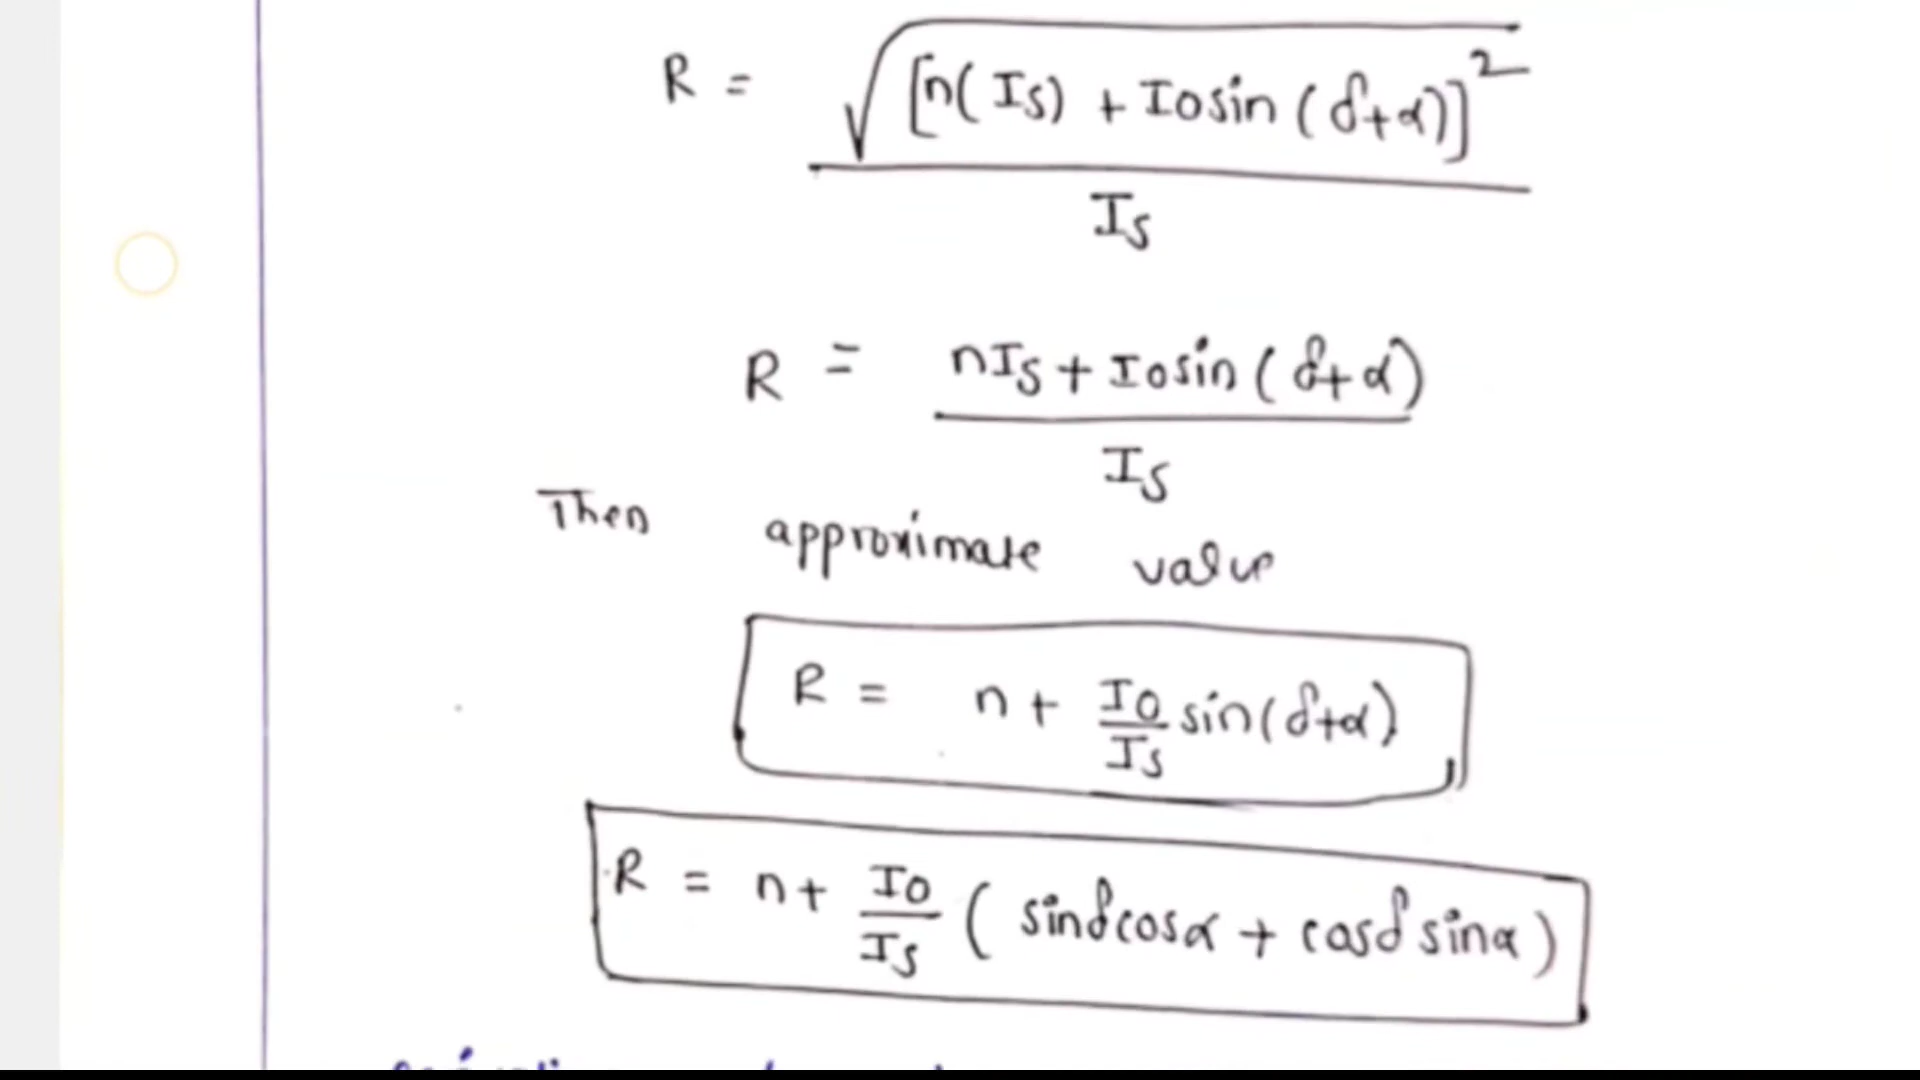 R = √[n(Is) + Iosin(δ+α)]² / Is
R = nIs + Iosin(δ+α) / Is
Then approximate value
R = n + Io/Is sin(δ+α)
R = n + Io/Is (sinδcosα + cosδsinα)